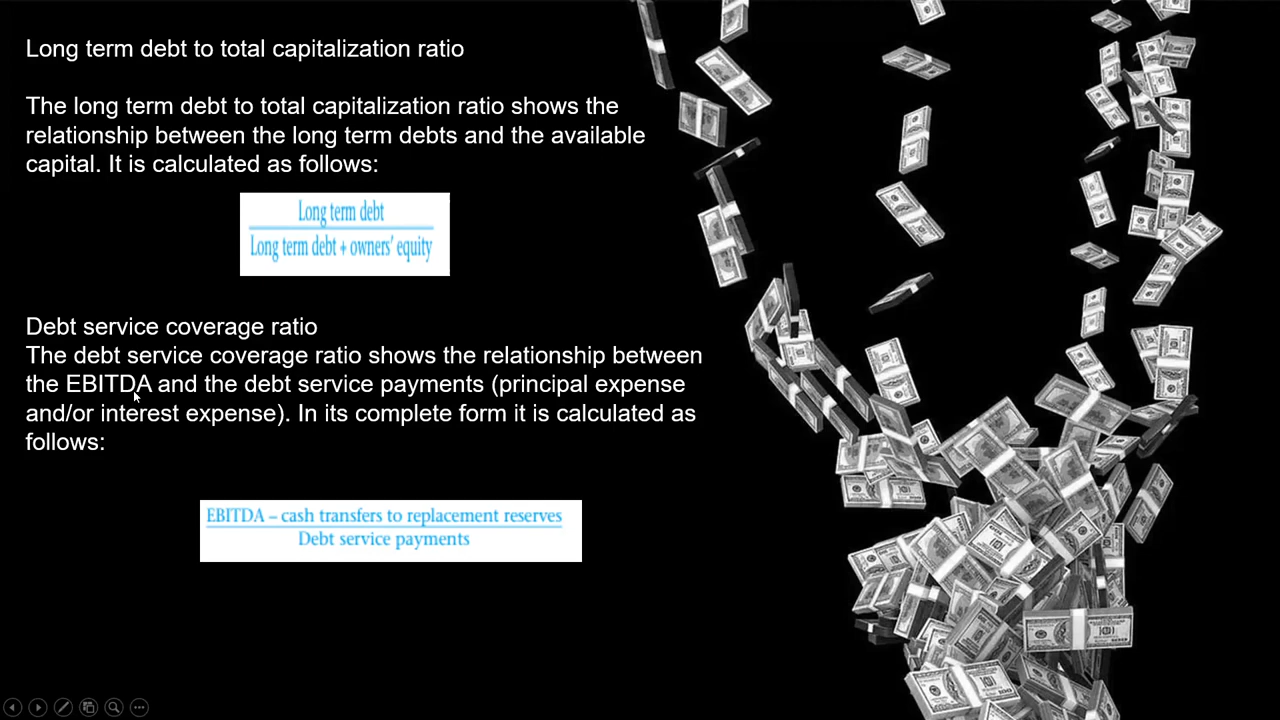 Long term debt to total capitalization ratio
The long term debt to total capitalization ratio shows the
relationship between the long term debts and the available
capital. It is calculated as follows:
Long term debt
Long term debt + owners' equity
Debt service coverage ratio
The debt service coverage ratio shows the relationship between
the EBITDA and the debt service payments (principal expense
and/or interest expense). In its complete form it is calculated as
follows:
EBITDA – cash transfers to replacement reserves
Debt service payments